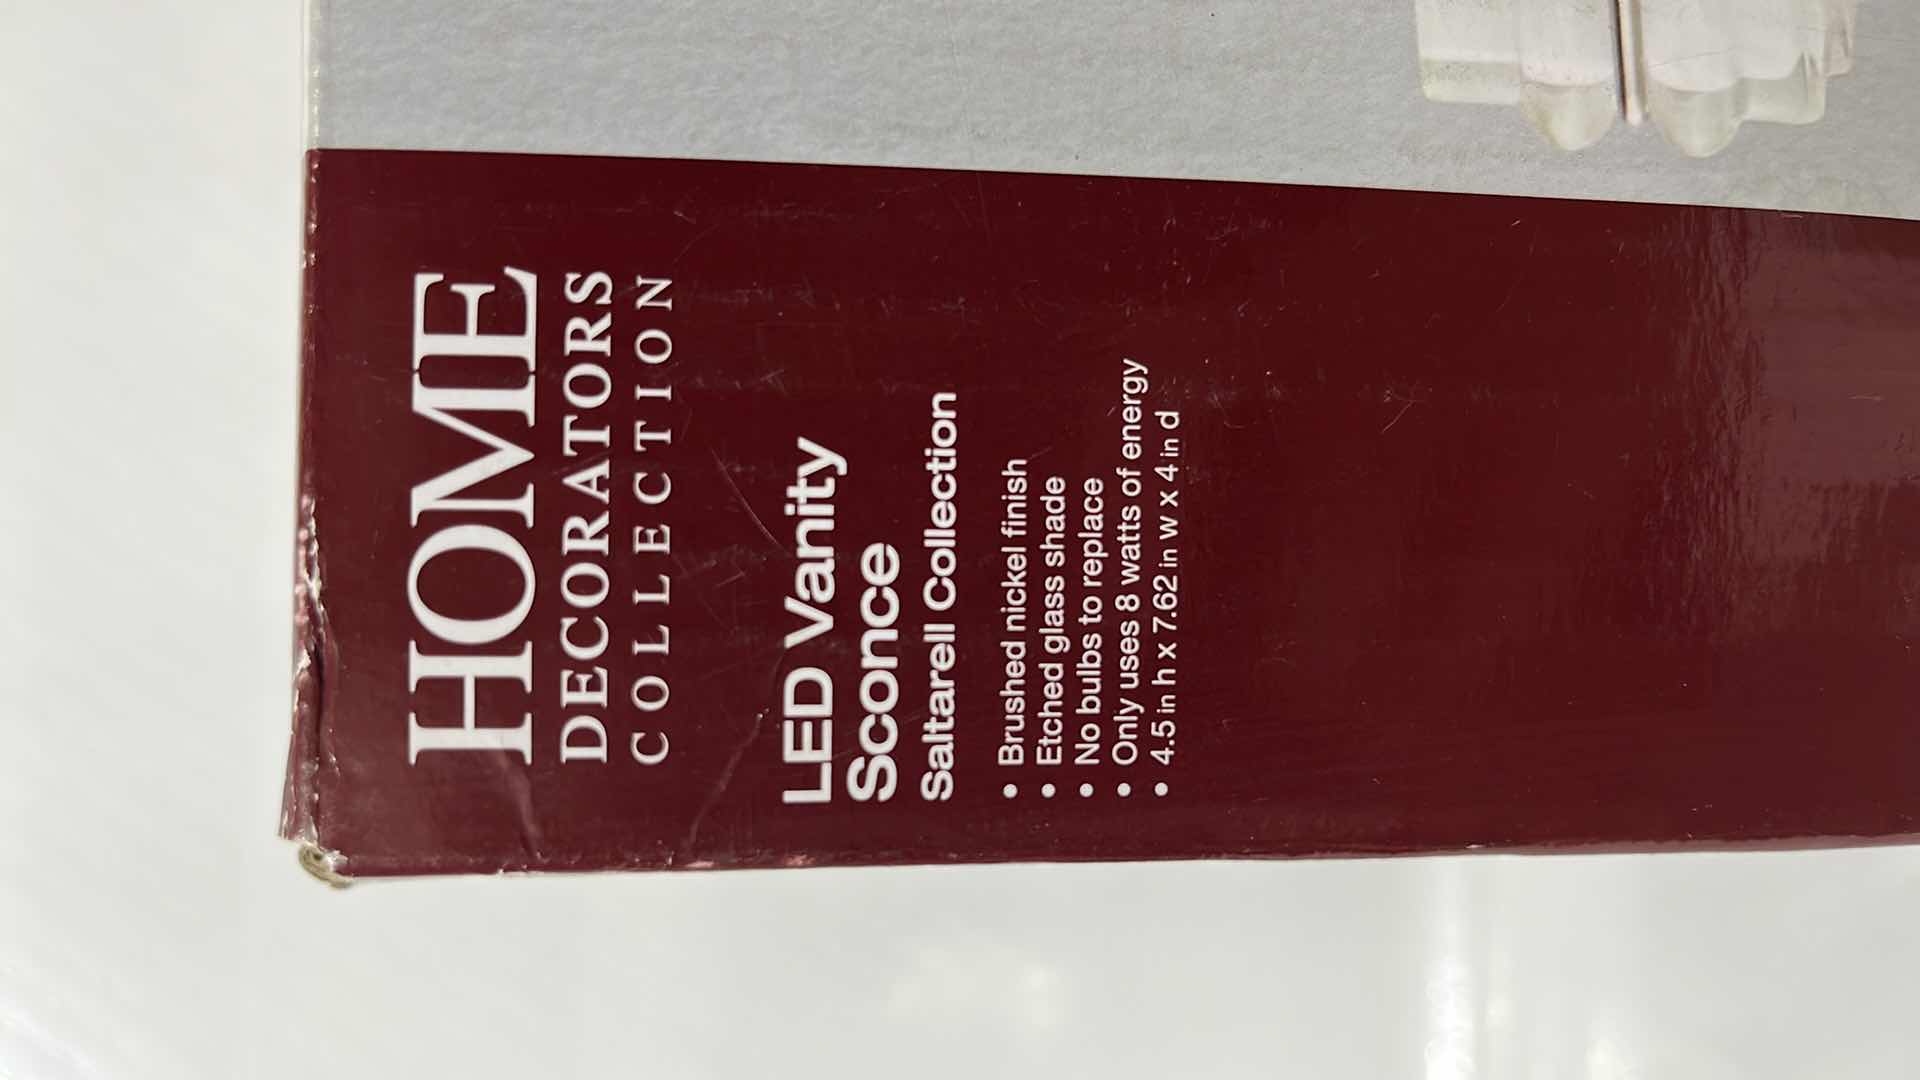 HOME
DECORATORS
COLLECTION
LED Vanity
Sconce
Saltarell Collection
• Brushed nickel finish
• Etched glass shade
• No bulbs to replace
• Only uses 8 watts of energy
• 4.5 in h x 7.62 in w x 4 in d